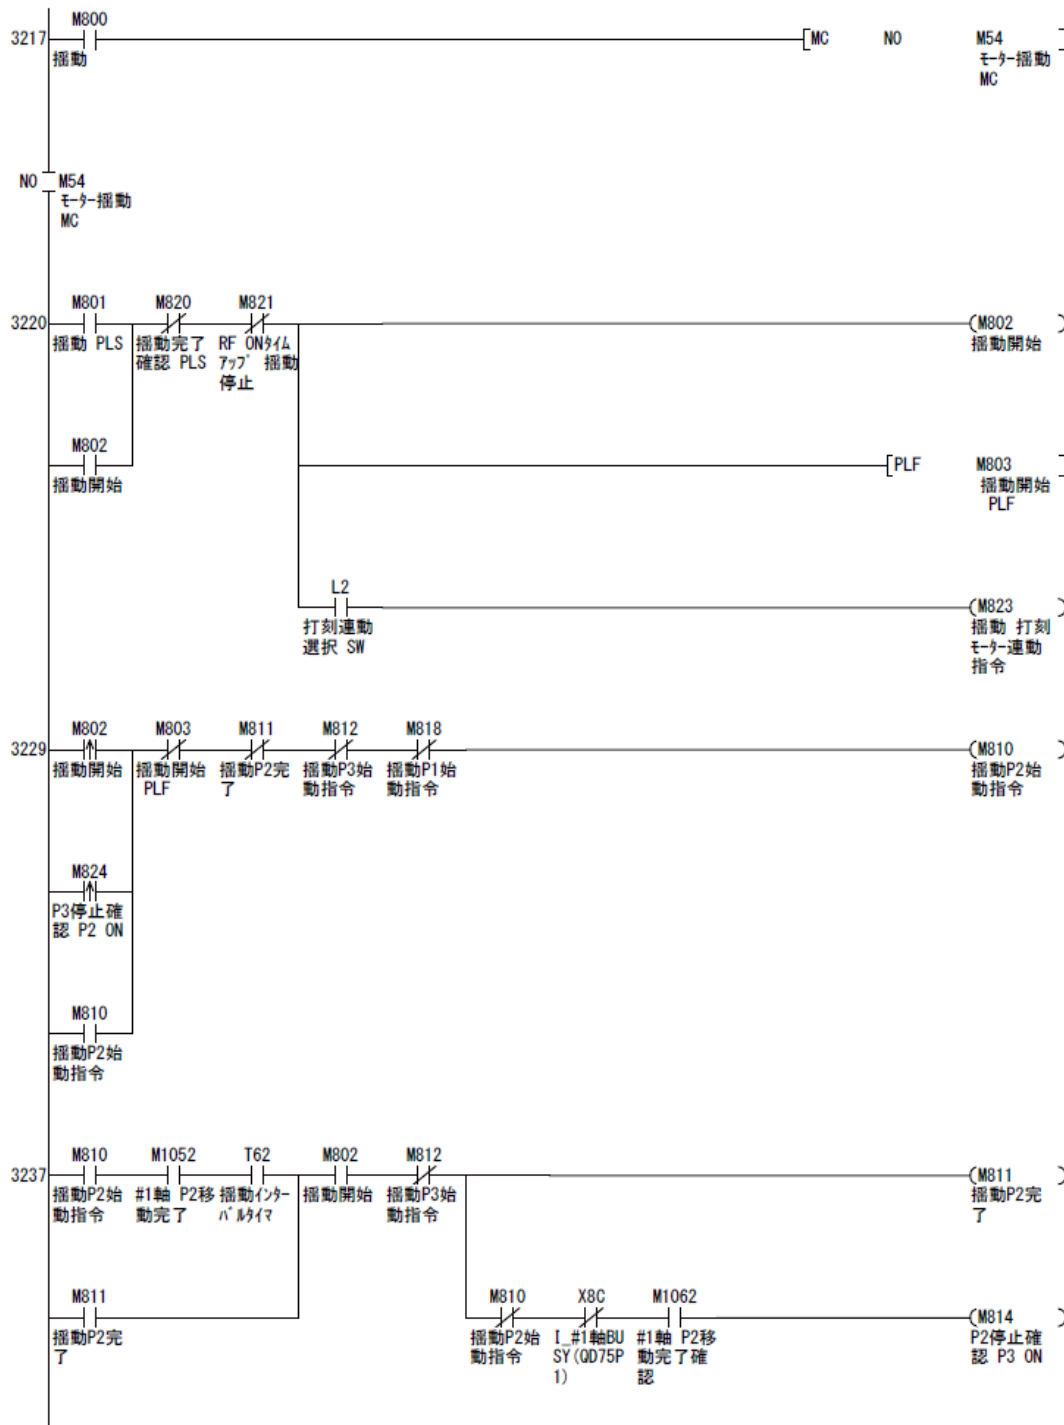 M800
3217 [MC N0 M54
揺動 モーター揺動
MC
N0 M54
モーター揺動
MC
M801 M820 M821
3220 (M802 )
揺動 PLS 揺動完了 RF ONタイム 揺動開始
確認 PLS アップ 揺動
停止
M802
[PLF M803
揺動開始 揺動開始
PLF
L2
(M823 )
打刻連動 揺動 打刻
選択 SW モーター連動
指令
M802 M803 M811 M812 M818
3229 (M810 )
揺動開始 揺動開始 揺動P2完 揺動P3始 揺動P1始 揺動P2始
PLF 了 動指令 動指令 動指令
M824
P3停止確
認 P2 ON
M810
揺動P2始
動指令
M810 M1052 T62 M802 M812
3237 (M811 )
揺動P2始 #1軸 P2移 揺動インター 揺動開始 揺動P3始 揺動P2完
動指令 動完了 バルタイマ 動指令 了
M811 M810 X8C M1062
(M814 )
揺動P2完 揺動P2始 I_#1軸BU #1軸 P2移 P2停止確
了 動指令 SY(QD75P 動完了確 認 P3 ON
1) 認